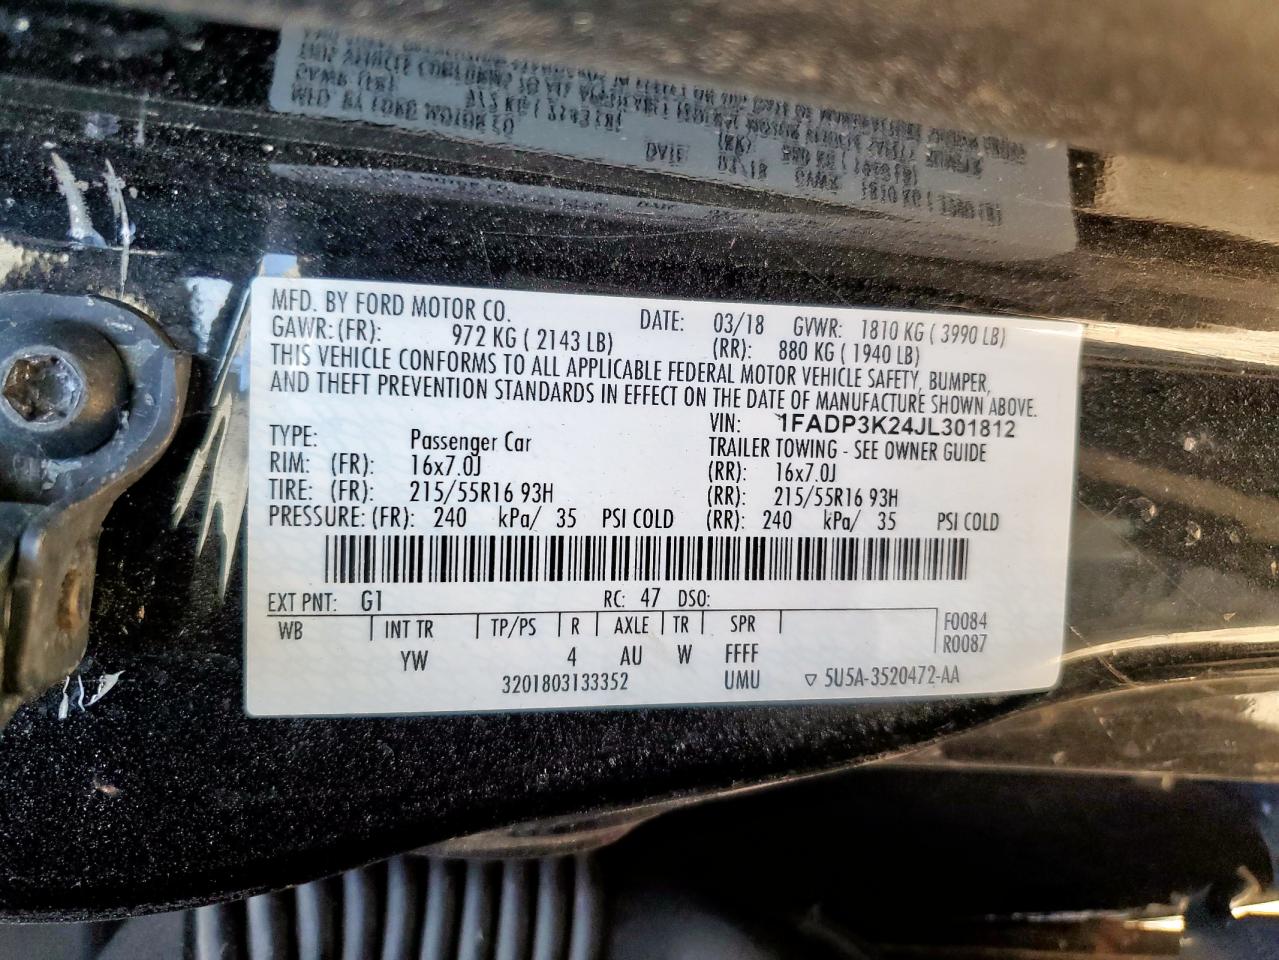 MFD. BY FORD MOTOR CO. DATE: 03/18 GVWR: 1810 KG ( 3990 LB)
GAWR:(FR): 972 KG ( 2143 LB) (RR): 880 KG ( 1940 LB)
THIS VEHICLE CONFORMS TO ALL APPLICABLE FEDERAL MOTOR VEHICLE SAFETY, BUMPER,
AND THEFT PREVENTION STANDARDS IN EFFECT ON THE DATE OF MANUFACTURE SHOWN ABOVE.
VIN: 1FADP3K24JL301812
TYPE: Passenger Car TRAILER TOWING - SEE OWNER GUIDE
RIM: (FR): 16x7.0J (RR): 16x7.0J
TIRE: (FR): 215/55R16 93H (RR): 215/55R16 93H
PRESSURE: (FR): 240 kPa/ 35 PSI COLD (RR): 240 kPa/ 35 PSI COLD
EXT PNT: G1 RC: 47 DSO:
WB INT TR TP/PS R AXLE TR SPR F0084
YW 4 AU W FFFF R0087
3201803133352 UMU ▽ 5U5A-3520472-AA